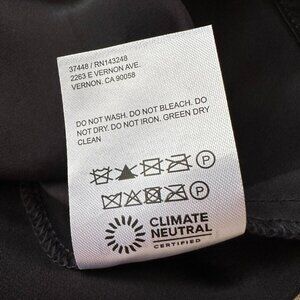 37448 / RN143248
2263 E VERNON AVE.
VERNON. CA 90058
DO NOT WASH. DO NOT BLEACH. DO
NOT DRY. DO NOT IRON. GREEN DRY
CLEAN
P
P
CLIMATE
NEUTRAL
CERTIFIED